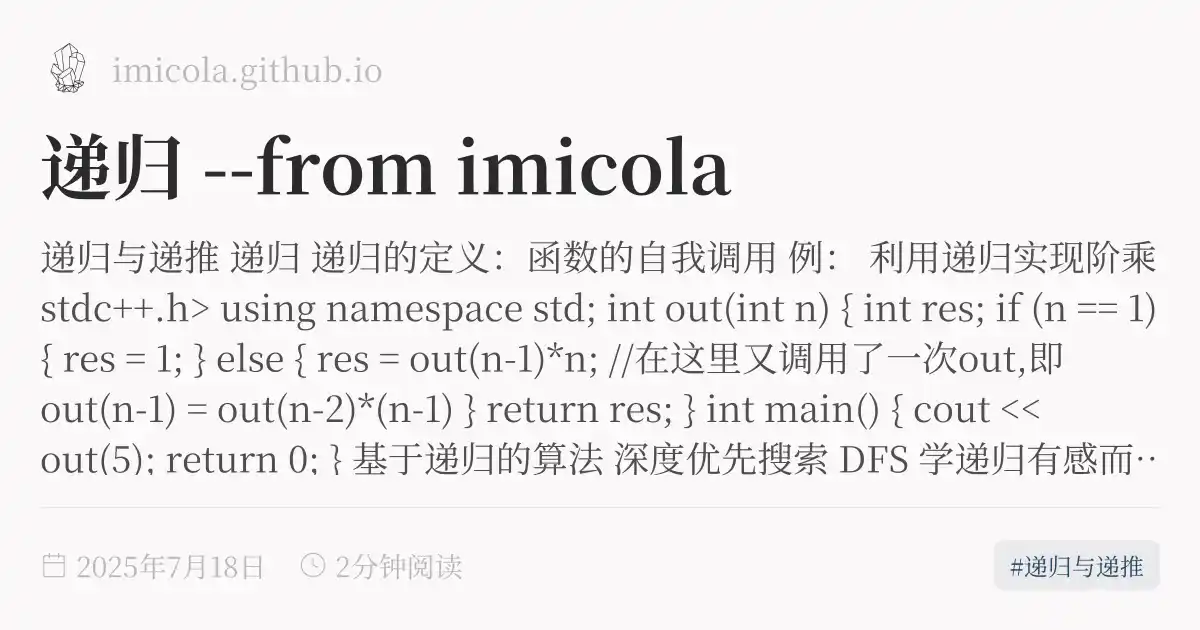 imicola.github.io
递归 --from imicola
递归与递推 递归 递归的定义：函数的自我调用 例： 利用递归实现阶乘
stdc++.h> using namespace std; int out(int n) { int res; if (n == 1)
{ res = 1; } else { res = out(n-1)*n; //在这里又调用了一次out,即
out(n-1) = out(n-2)*(n-1) } return res; } int main() { cout <<
out(5); return 0; } 基于递归的算法 深度优先搜索 DFS 学递归有感而··
2025年7月18日 2分钟阅读 #递归与递推